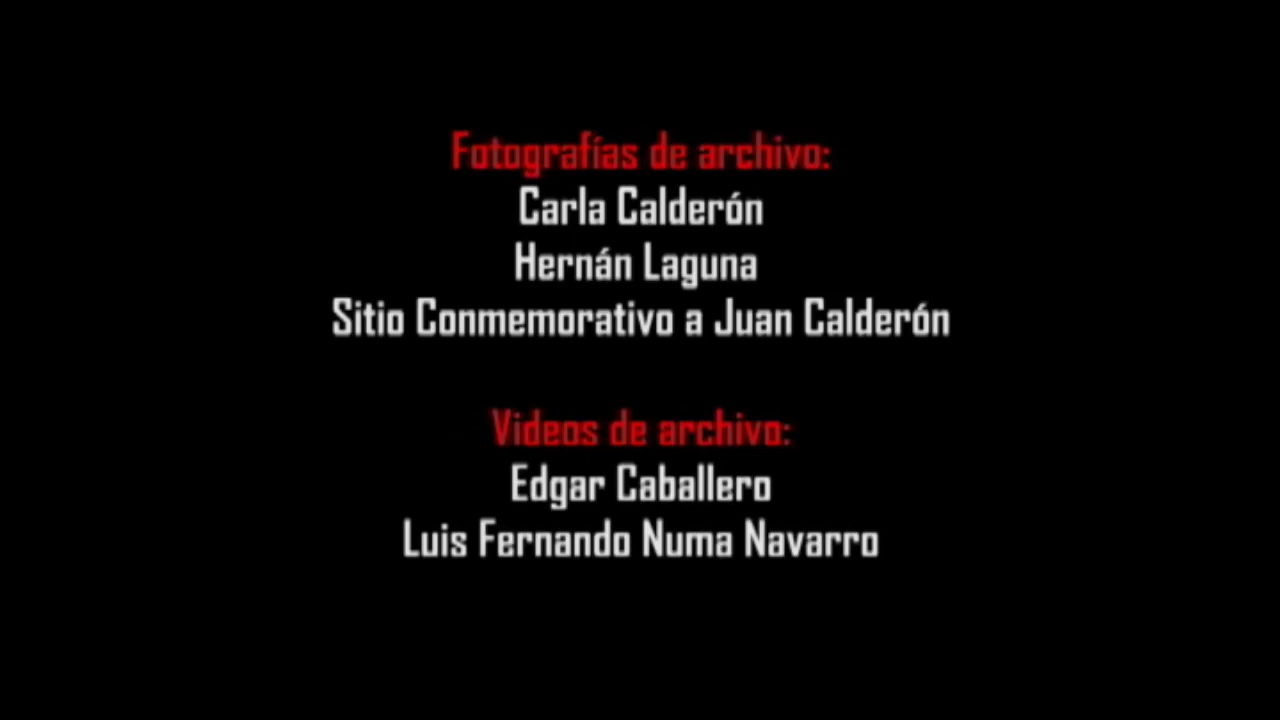 Fotografías de archivo:
Carla Calderón
Hernán Laguna
Sitio Conmemorativo a Juan Calderón
Videos de archivo:
Edgar Caballero
Luis Fernando Numa Navarro